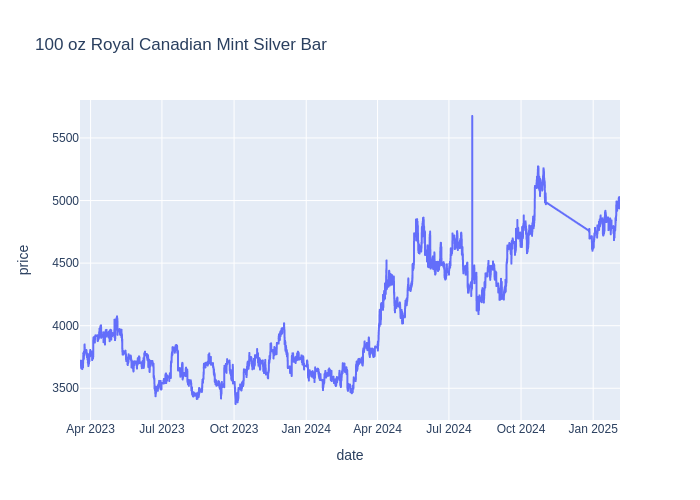 100 oz Royal Canadian Mint Silver Bar
5500
5000
4500
4000
3500
price
Apr 2023 Jul 2023 Oct 2023 Jan 2024 Apr 2024 Jul 2024 Oct 2024 Jan 2025
date